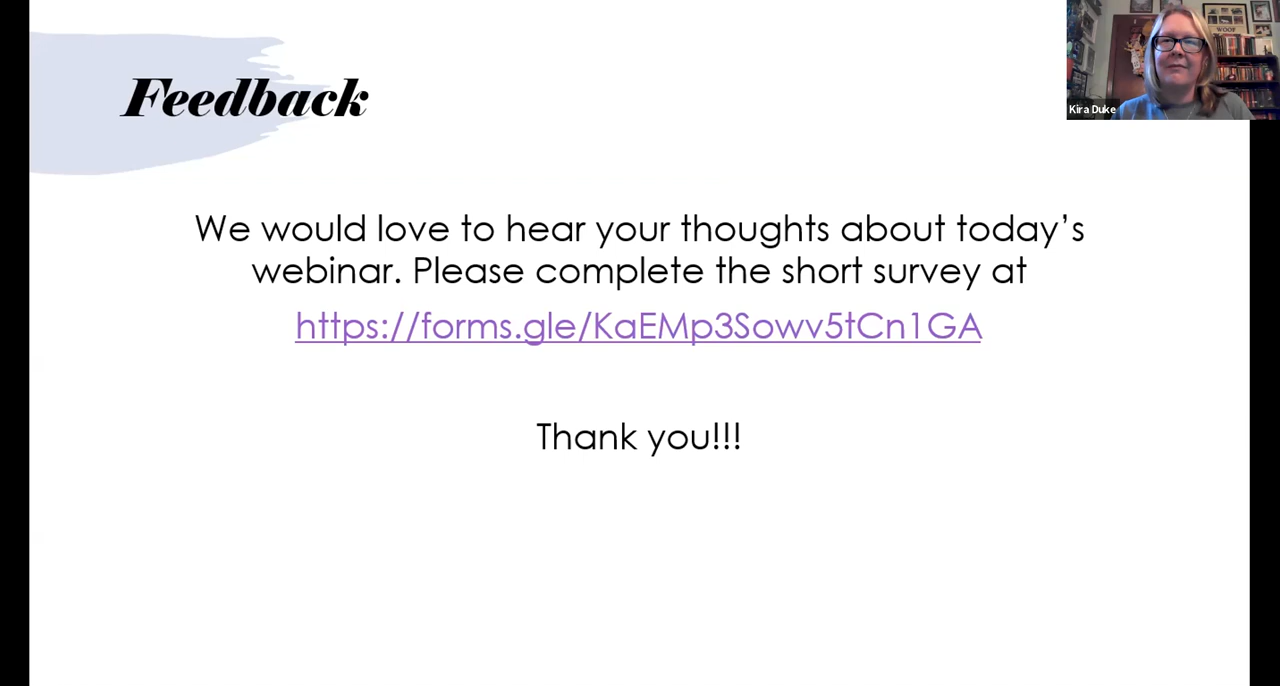 Feedback
WOOF
Kira Duke
We would love to hear your thoughts about today’s
webinar. Please complete the short survey at
https://forms.gle/KaEMp3Sowv5tCn1GA
Thank you!!!